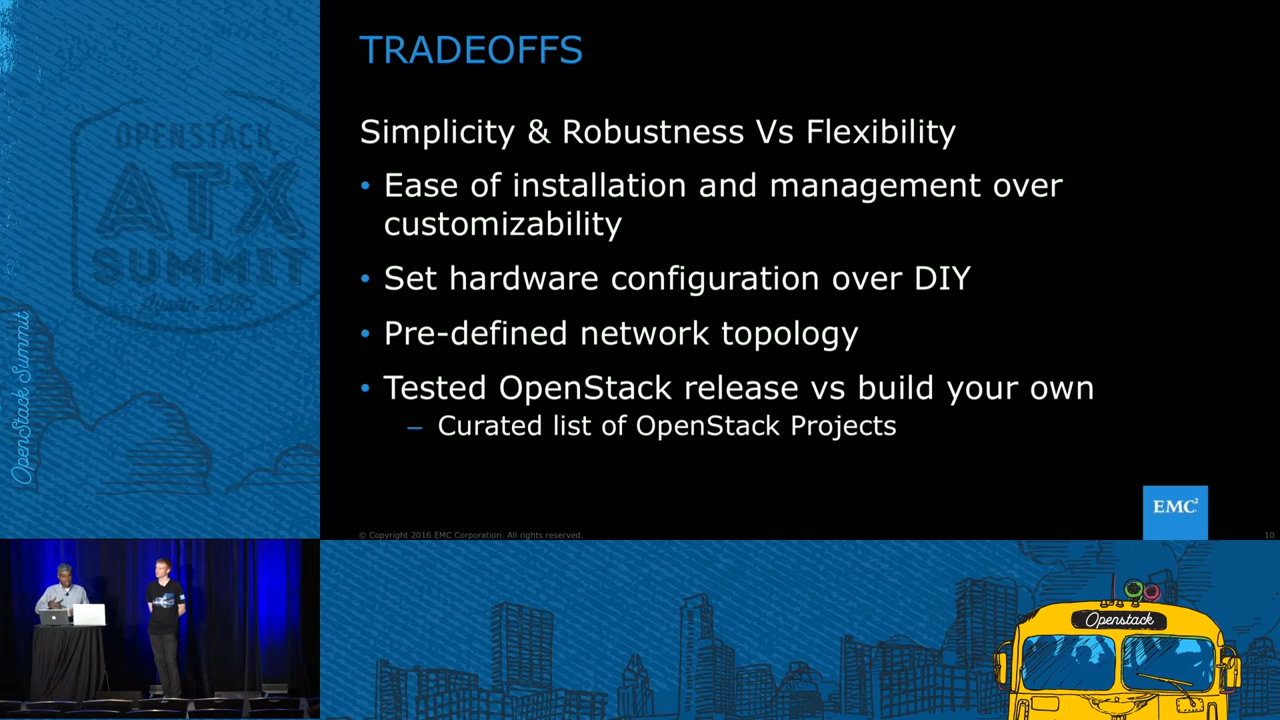 TRADEOFFS
Simplicity & Robustness Vs Flexibility
• Ease of installation and management over
customizability
• Set hardware configuration over DIY
• Pre-defined network topology
• Tested OpenStack release vs build your own
– Curated list of OpenStack Projects
EMC²
© Copyright 2016 EMC Corporation. All rights reserved.
10
OPENSTACK
ATX
SUMMIT
Austin 2016
OpenStack Summit
Openstack